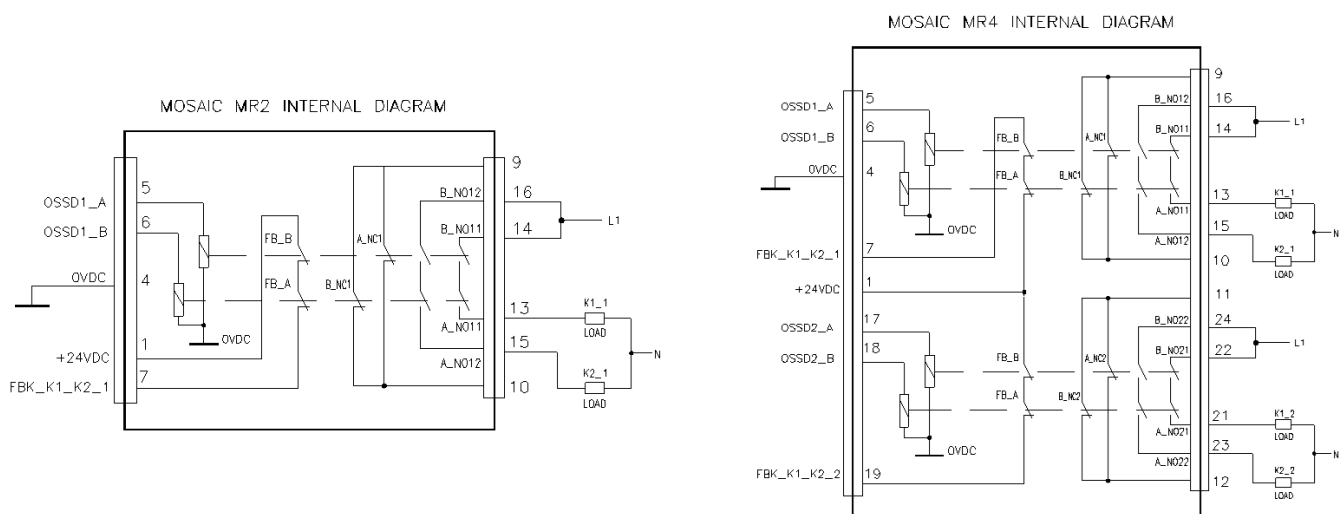 MOSAIC MR2 INTERNAL DIAGRAM
OSSD1_A
5
OSSD1_B
6
0VDC
4
+24VDC
1
FBK_K1_K2_1
7
0VDC
FB_B
FB_A
A_NC1
B_NC1
B_NO12
B_NO11
A_NO11
A_NO12
9
16
14
L1
13
15
10
K1_1
LOAD
K2_1
LOAD
N
MOSAIC MR4 INTERNAL DIAGRAM
OSSD1_A
5
OSSD1_B
6
0VDC
4
FBK_K1_K2_1
7
+24VDC
1
OSSD2_A
17
OSSD2_B
18
FBK_K1_K2_2
19
0VDC
FB_B
FB_A
A_NC1
B_NC1
B_NO12
B_NO11
A_NO11
A_NO12
9
16
14
L1
13
15
10
K1_1
LOAD
K2_1
LOAD
N
0VDC
FB_B
FB_A
A_NC2
B_NC2
B_NO22
B_NO21
A_NO21
A_NO22
11
24
22
L1
21
23
12
K1_2
LOAD
K2_2
LOAD
N